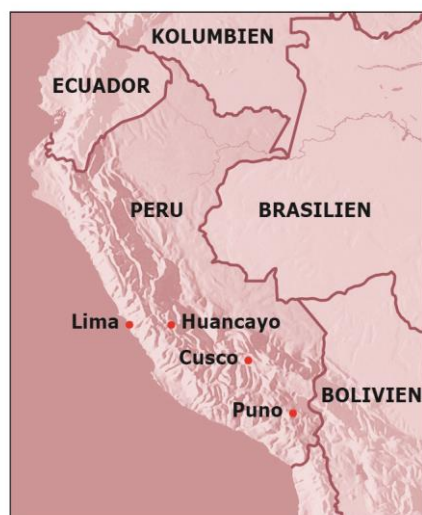 KOLUMBIEN
ECUADOR
PERU
BRASILIEN
Lima
Huancayo
Cusco
BOLIVIEN
Puno